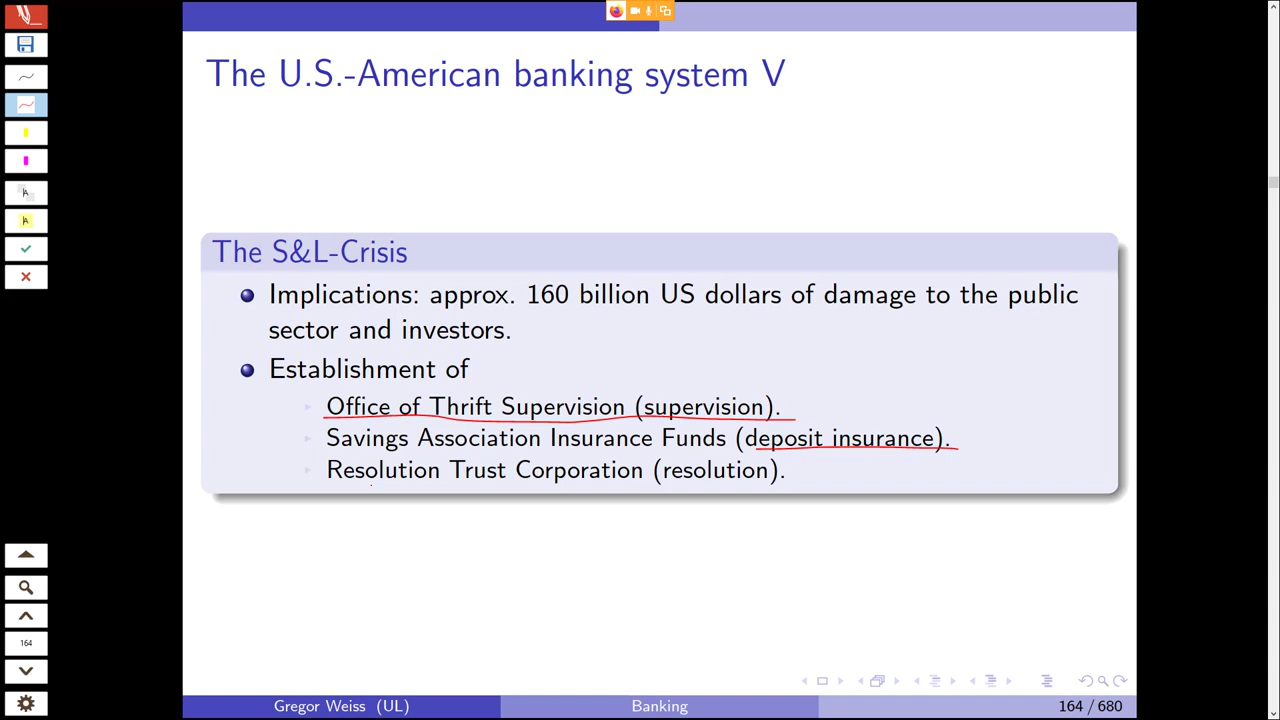 The U.S.-American banking system V
The S&L-Crisis
Implications: approx. 160 billion US dollars of damage to the public
sector and investors.
Establishment of
Office of Thrift Supervision (supervision).
Savings Association Insurance Funds (deposit insurance).
Resolution Trust Corporation (resolution).
164
Gregor Weiss (UL) Banking 164 / 680